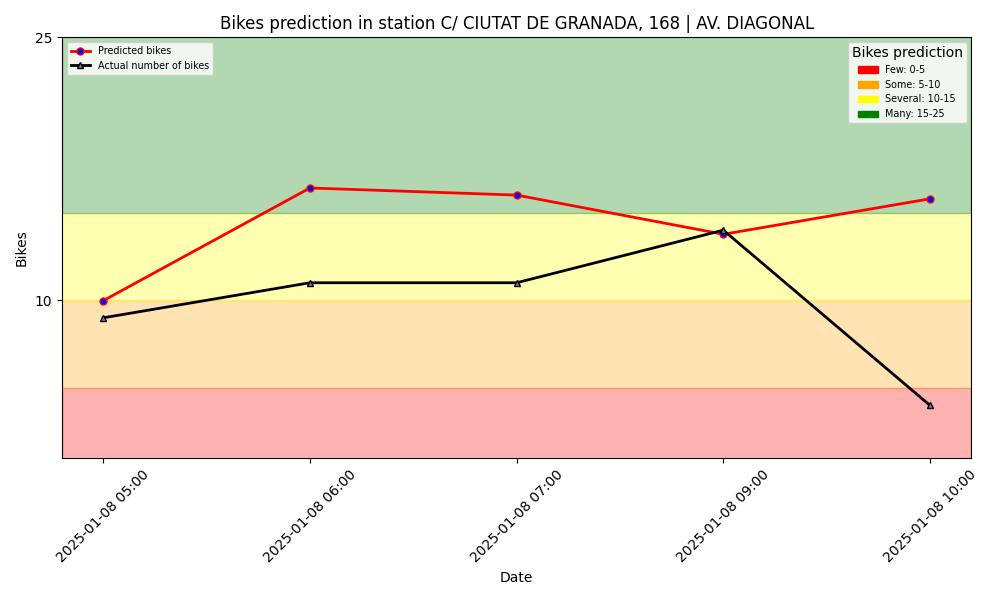 Bikes prediction in station C/ CIUTAT DE GRANADA, 168 | AV. DIAGONAL
25
10
Bikes
Predicted bikes
Actual number of bikes
Bikes prediction
Few: 0-5
Some: 5-10
Several: 10-15
Many: 15-25
2025-01-08 05:00
2025-01-08 06:00
2025-01-08 07:00
2025-01-08 09:00
2025-01-08 10:00
Date